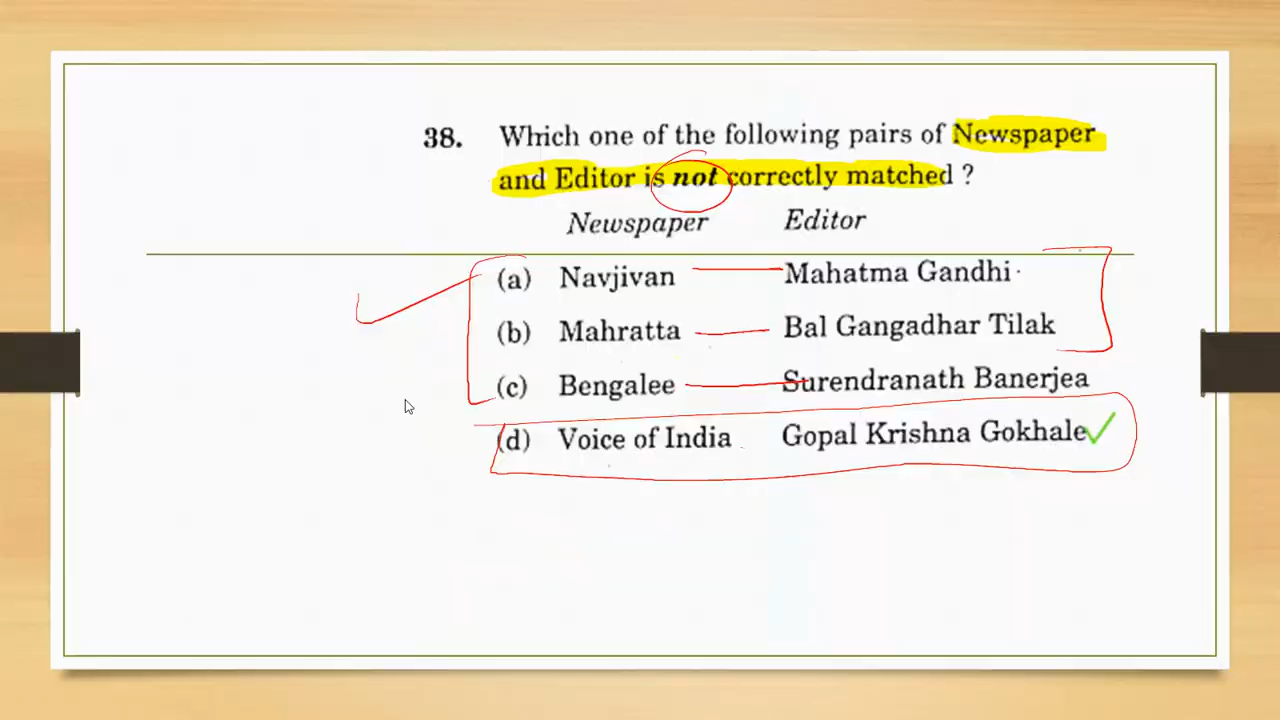 38. Which one of the following pairs of Newspaper
and Editor is not correctly matched ?
Newspaper Editor
(a) Navjivan Mahatma Gandhi
(b) Mahratta Bal Gangadhar Tilak
(c) Bengalee Surendranath Banerjea
(d) Voice of India Gopal Krishna Gokhale